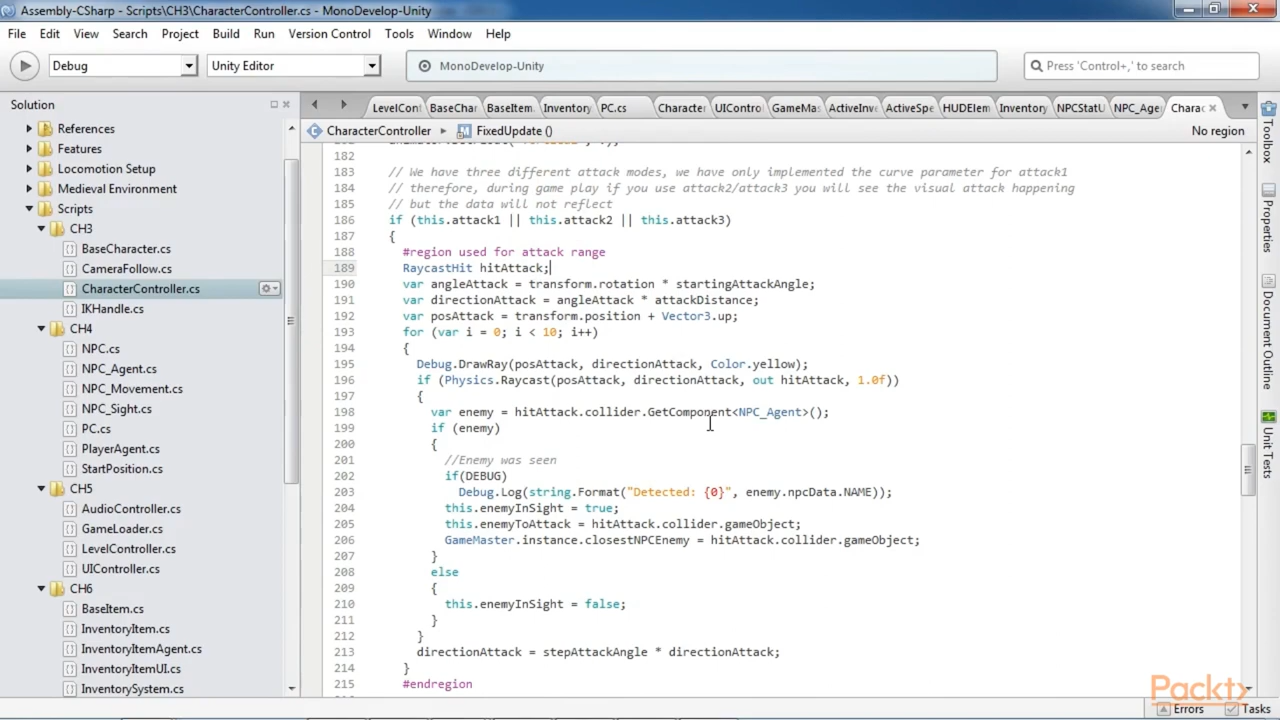 Assembly-CSharp - Scripts\CH3\CharacterController.cs - MonoDevelop-Unity
File Edit View Search Project Build Run Version Control Tools Window Help
Debug Unity Editor MonoDevelop-Unity Press 'Control+,' to search
Solution
LevelCont BaseChar BaseItem. Inventory PC.cs Character UIContro GameMas ActiveInv ActiveSpe HUDElem Inventory NPCStatU NPC_Age Charac
CharacterController FixedUpdate () No region
References
Features
Locomotion Setup
Medieval Environment
Scripts
CH3
BaseCharacter.cs
CameraFollow.cs
CharacterController.cs
IKHandle.cs
CH4
NPC.cs
NPC_Agent.cs
NPC_Movement.cs
NPC_Sight.cs
PC.cs
PlayerAgent.cs
StartPosition.cs
CH5
AudioController.cs
GameLoader.cs
LevelController.cs
UIController.cs
CH6
BaseItem.cs
InventoryItem.cs
InventoryItemAgent.cs
InventoryItemUI.cs
InventorySystem.cs
182
183 // We have three different attack modes, we have only implemented the curve parameter for attack1
184 // therefore, during game play if you use attack2/attack3 you will see the visual attack happening
185 // but the data will not reflect
186 if (this.attack1 || this.attack2 || this.attack3)
187 {
188 #region used for attack range
189 RaycastHit hitAttack;
190 var angleAttack = transform.rotation * startingAttackAngle;
191 var directionAttack = angleAttack * attackDistance;
192 var posAttack = transform.position + Vector3.up;
193 for (var i = 0; i < 10; i++)
194 {
195 Debug.DrawRay(posAttack, directionAttack, Color.yellow);
196 if (Physics.Raycast(posAttack, directionAttack, out hitAttack, 1.0f))
197 {
198 var enemy = hitAttack.collider.GetComponent<NPC_Agent>();
199 if (enemy)
200 {
201 //Enemy was seen
202 if(DEBUG)
203 Debug.Log(string.Format("Detected: {0}", enemy.npcData.NAME));
204 this.enemyInSight = true;
205 this.enemyToAttack = hitAttack.collider.gameObject;
206 GameMaster.instance.closestNPCEnemy = hitAttack.collider.gameObject;
207 }
208 else
209 {
210 this.enemyInSight = false;
211 }
212 }
213 directionAttack = stepAttackAngle * directionAttack;
214 }
215 #endregion
Toolbox
Properties
Document Outline
Unit Tests
Packt
Errors Tasks